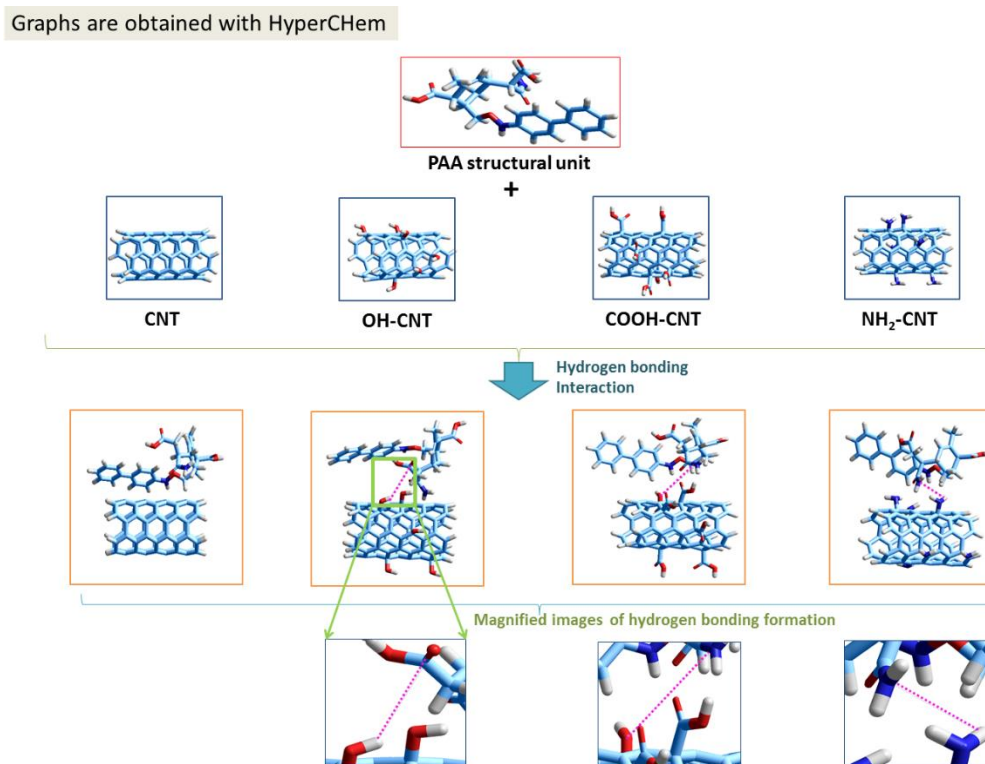 Graphs are obtained with HyperCHem
PAA structural unit
+
CNT
OH-CNT
COOH-CNT
NH₂-CNT
Hydrogen bonding
Interaction
Magnified images of hydrogen bonding formation